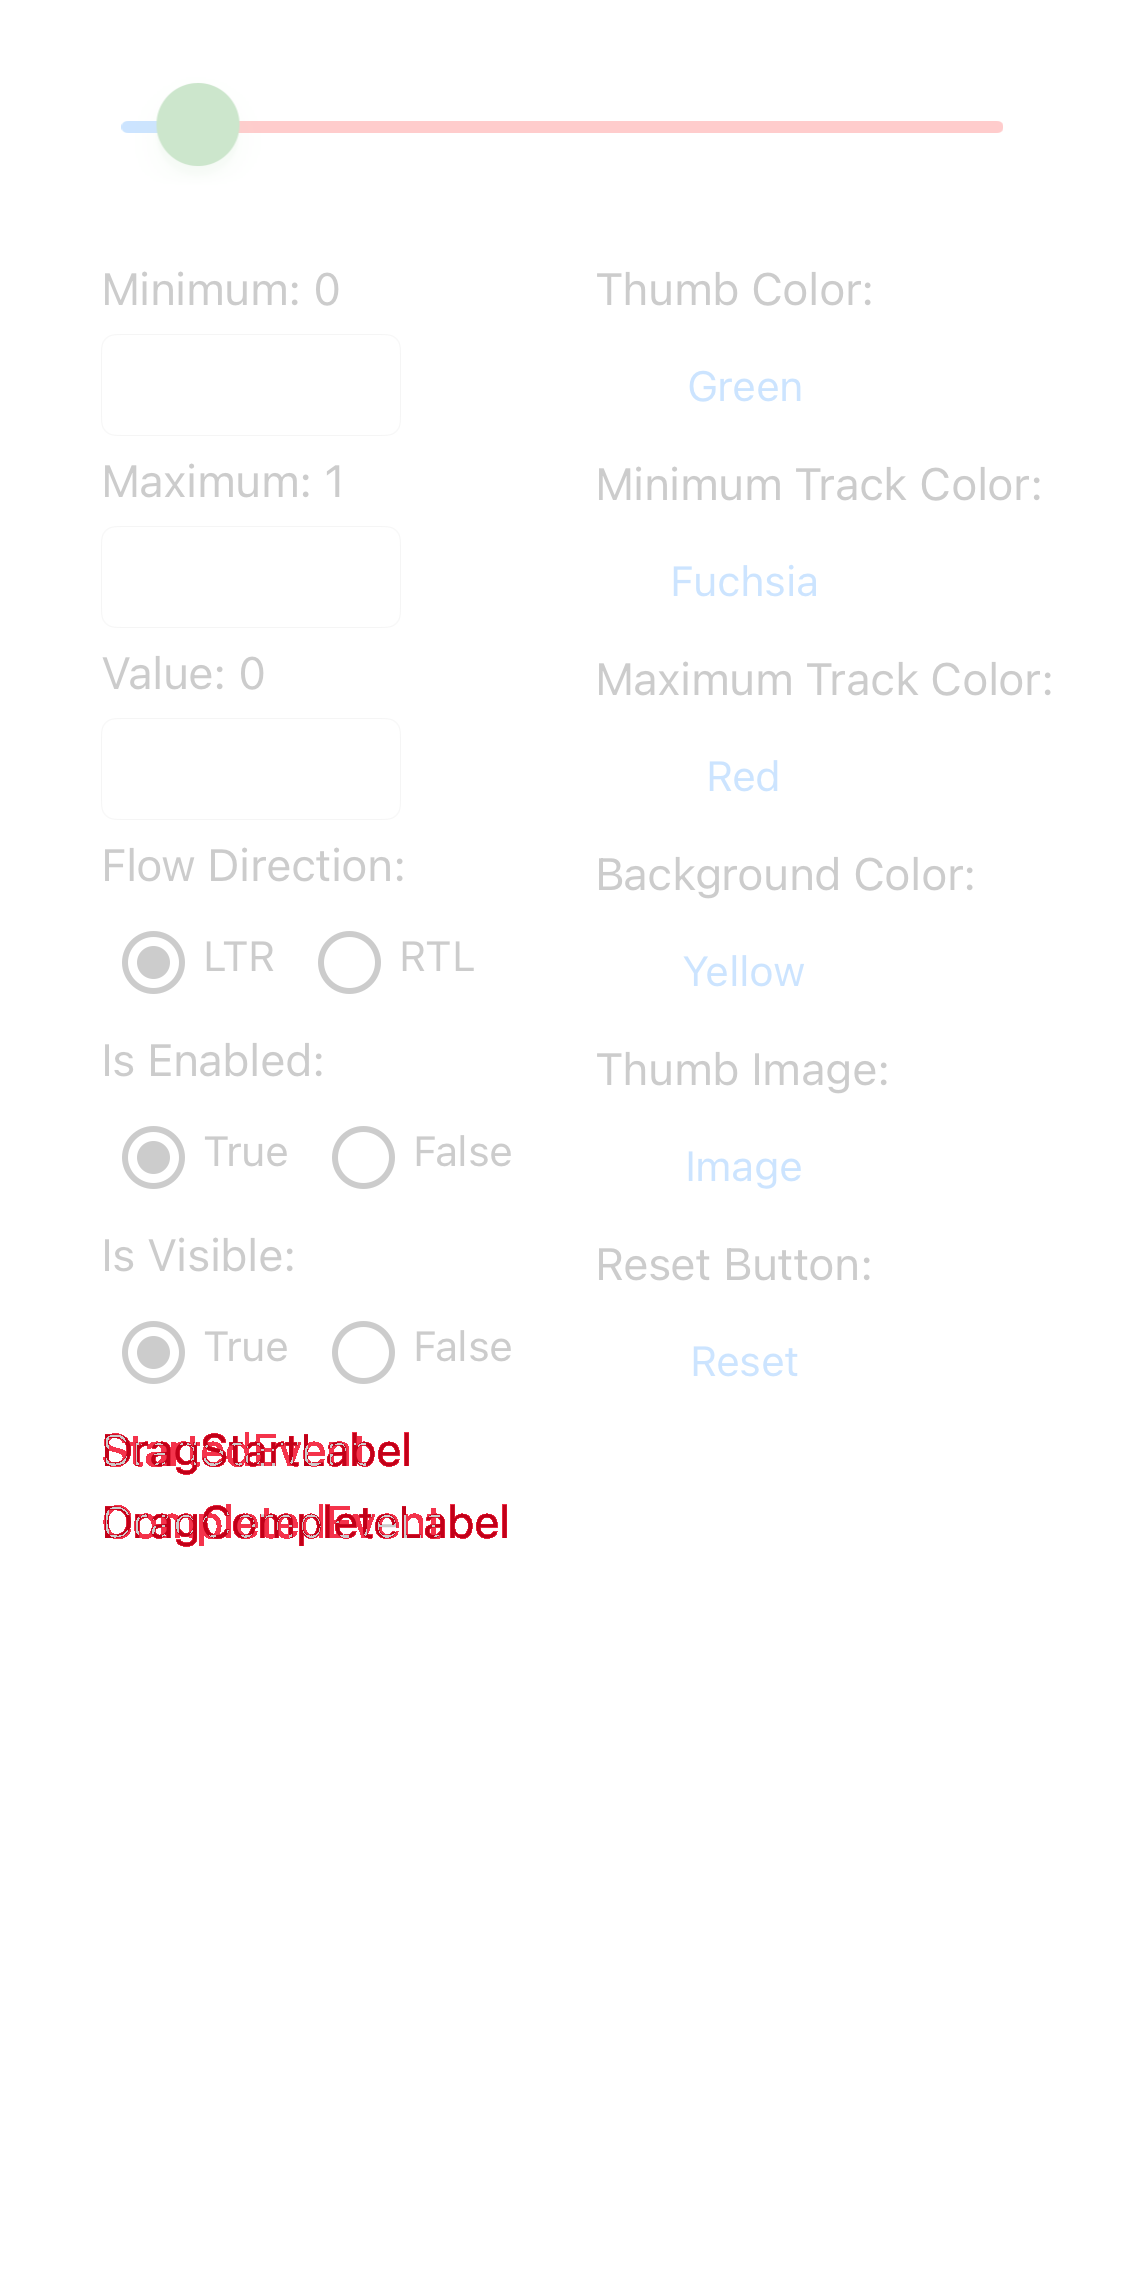 Minimum: 0
Maximum: 1
Value: 0
Flow Direction:
LTR RTL
Is Enabled:
True False
Is Visible:
True False
DragStartLabel
DragCompleteLabel
Thumb Color:
Green
Minimum Track Color:
Fuchsia
Maximum Track Color:
Red
Background Color:
Yellow
Thumb Image:
Image
Reset Button:
Reset